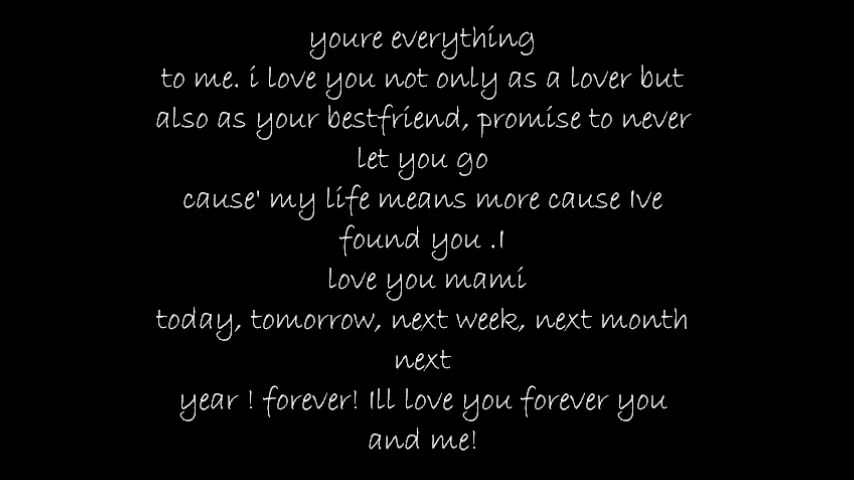 youre everything
to me. i love you not only as a lover but
also as your bestfriend, promise to never
let you go
cause' my life means more cause Ive
found you .I
love you mami
today, tomorrow, next week, next month
next
year ! forever! Ill love you forever you
and me!